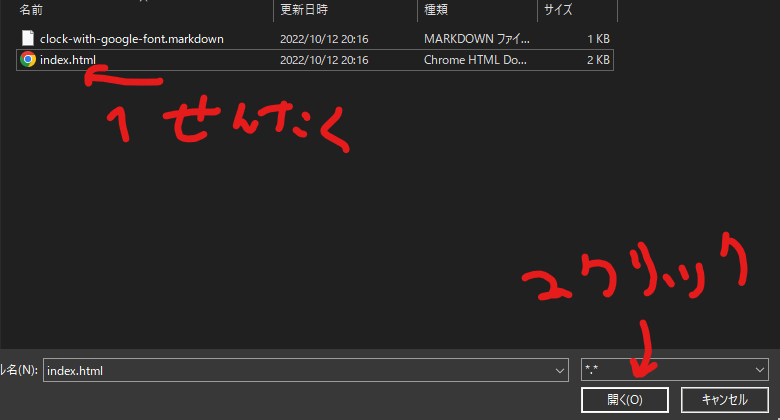 名前 更新日時 種類 サイズ
clock-with-google-font.markdown 2022/10/12 20:16 MARKDOWN ファイ... 1 KB
index.html 2022/10/12 20:16 Chrome HTML Do... 2 KB
1 せんたく
2 クリック
ル名(N): index.html *.*
開く(O) キャンセル